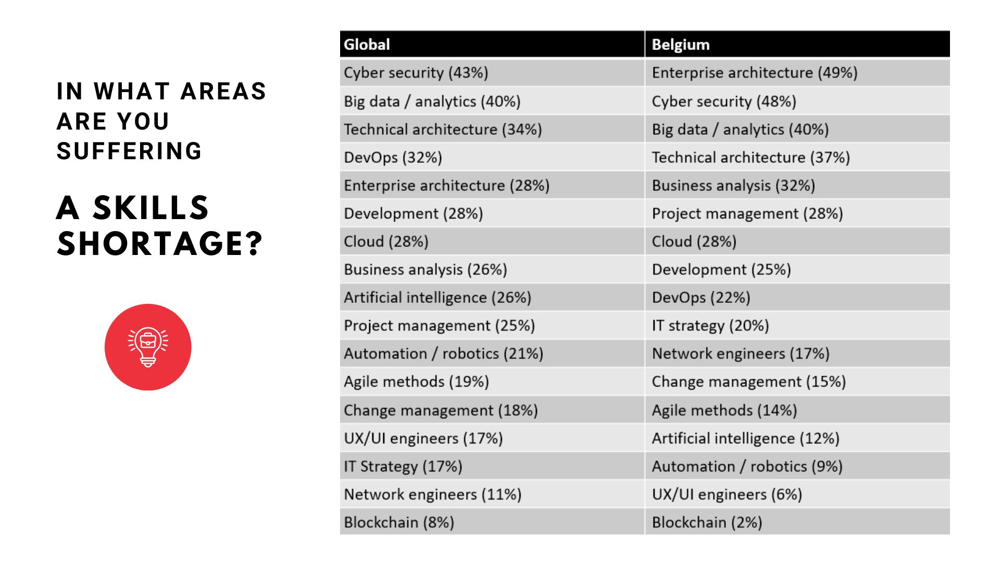 IN WHAT AREAS
ARE YOU
SUFFERING
A SKILLS
SHORTAGE?
Global Belgium
Cyber security (43%) Enterprise architecture (49%)
Big data / analytics (40%) Cyber security (48%)
Technical architecture (34%) Big data / analytics (40%)
DevOps (32%) Technical architecture (37%)
Enterprise architecture (28%) Business analysis (32%)
Development (28%) Project management (28%)
Cloud (28%) Cloud (28%)
Business analysis (26%) Development (25%)
Artificial intelligence (26%) DevOps (22%)
Project management (25%) IT strategy (20%)
Automation / robotics (21%) Network engineers (17%)
Agile methods (19%) Change management (15%)
Change management (18%) Agile methods (14%)
UX/UI engineers (17%) Artificial intelligence (12%)
IT Strategy (17%) Automation / robotics (9%)
Network engineers (11%) UX/UI engineers (6%)
Blockchain (8%) Blockchain (2%)